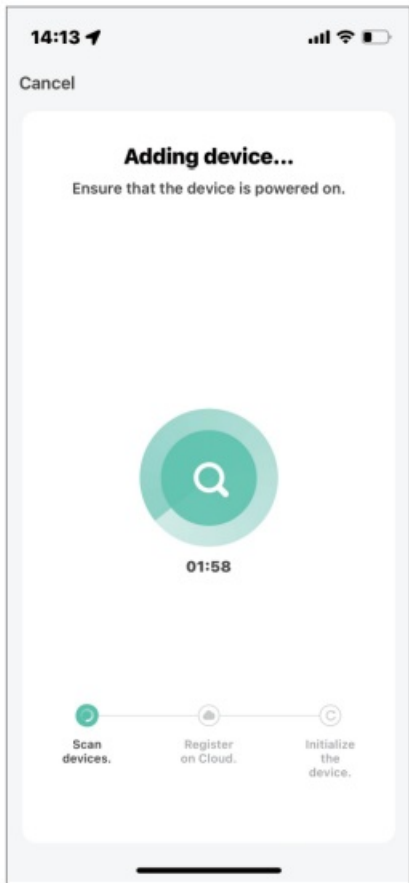 14:13
Cancel
Adding device...
Ensure that the device is powered on.
01:58
Scan
devices.
Register
on Cloud.
Initialize
the
device.